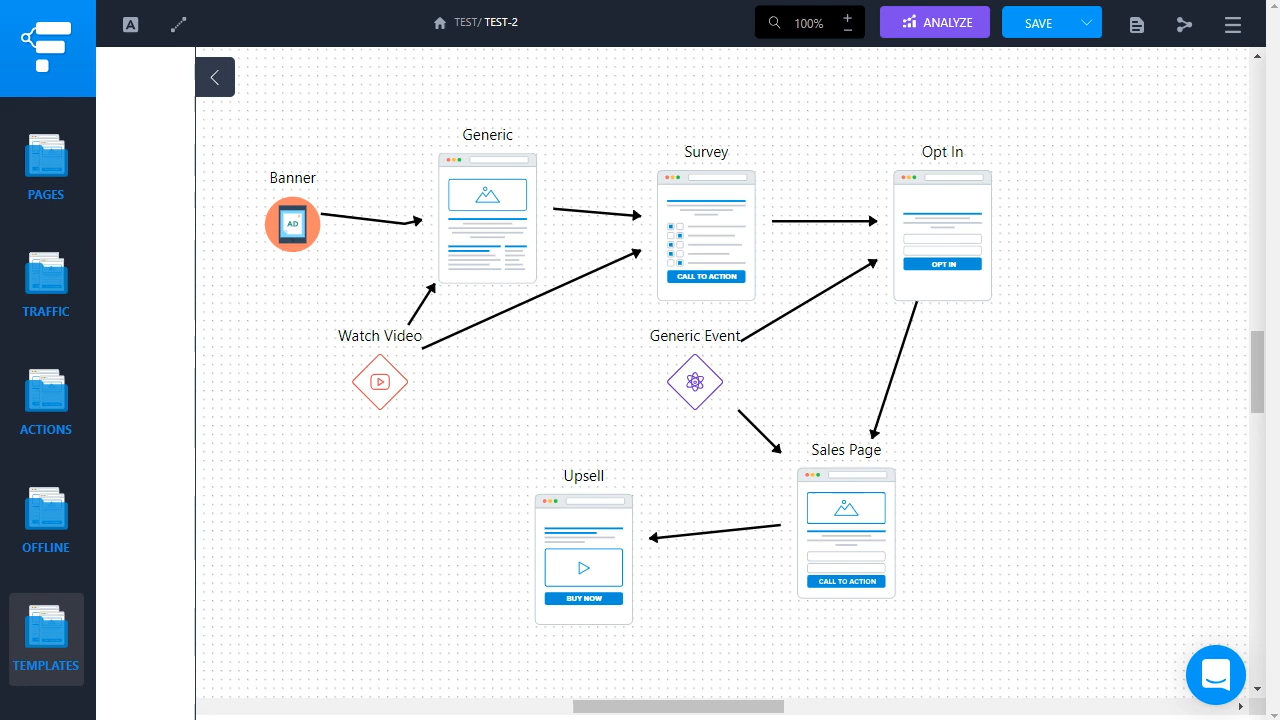 A
TEST/ TEST-2
100%
+
−
ANALYZE
SAVE
PAGES
TRAFFIC
ACTIONS
OFFLINE
TEMPLATES
Generic
Survey
Opt In
Banner
AD
CALL TO ACTION
OPT IN
Watch Video
Generic Event
Sales Page
Upsell
CALL TO ACTION
BUY NOW